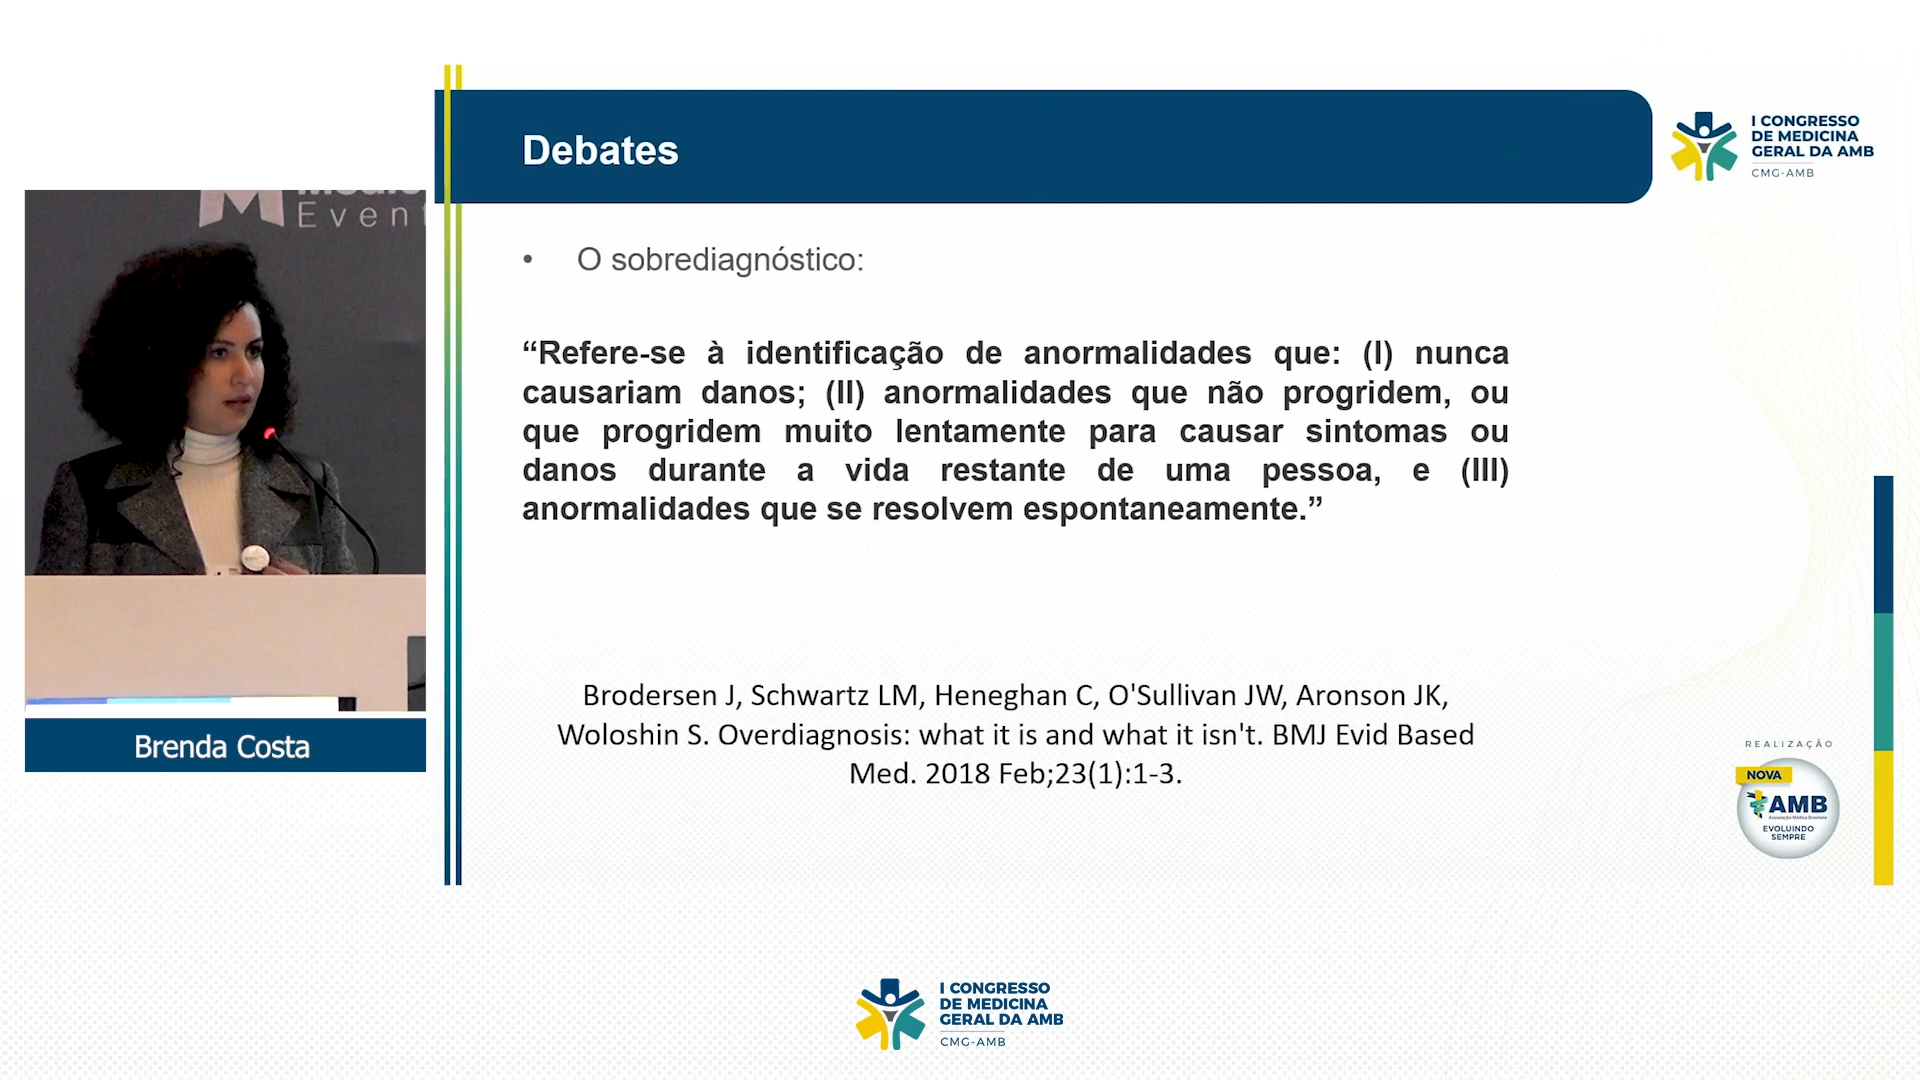 Debates
I CONGRESSO
DE MEDICINA
GERAL DA AMB
CMG-AMB
Event
• O sobrediagnóstico:
“Refere-se à identificação de anormalidades que: (I) nunca
causariam danos; (II) anormalidades que não progridem, ou
que progridem muito lentamente para causar sintomas ou
danos durante a vida restante de uma pessoa, e (III)
anormalidades que se resolvem espontaneamente.”
Brodersen J, Schwartz LM, Heneghan C, O'Sullivan JW, Aronson JK,
Woloshin S. Overdiagnosis: what it is and what it isn't. BMJ Evid Based
Med. 2018 Feb;23(1):1-3.
Brenda Costa
REALIZAÇÃO
NOVA
AMB
Associação Médica Brasileira
EVOLUINDO
SEMPRE
I CONGRESSO
DE MEDICINA
GERAL DA AMB
CMG-AMB